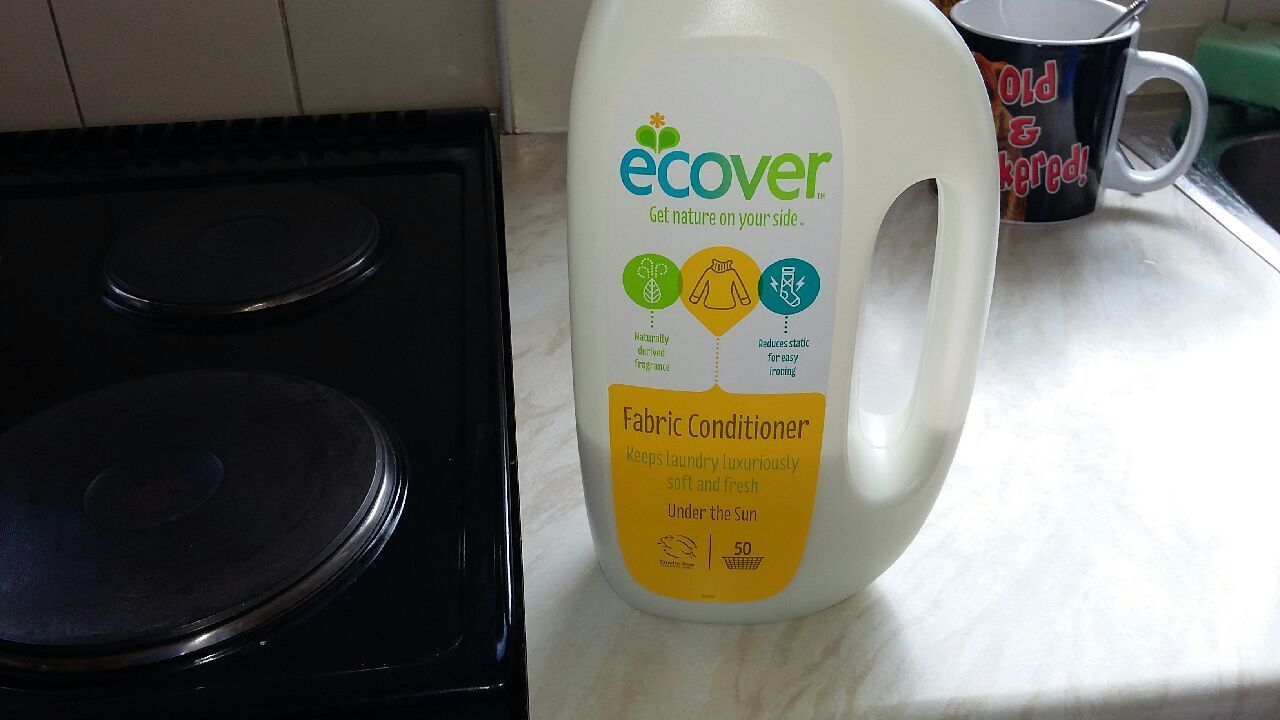 ecover™
Get nature on your side
Naturally
derived
fragrance
Reduces static
for easy
ironing
Fabric Conditioner
Keeps laundry luxuriously
soft and fresh
Under the Sun
50
Old
&
kered!